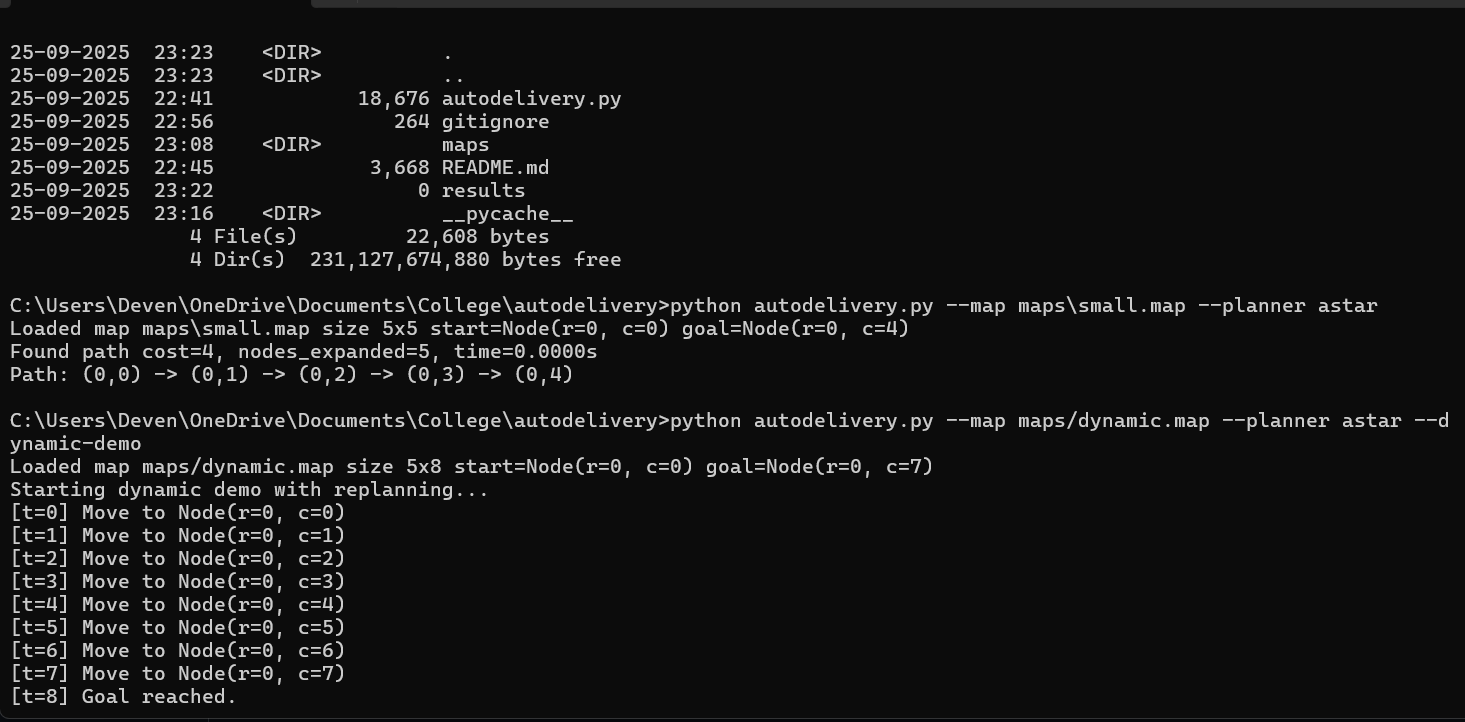 25-09-2025  23:23    <DIR>          .
25-09-2025  23:23    <DIR>          ..
25-09-2025  22:41            18,676 autodelivery.py
25-09-2025  22:56               264 gitignore
25-09-2025  23:08    <DIR>          maps
25-09-2025  22:45             3,668 README.md
25-09-2025  23:22                 0 results
25-09-2025  23:16    <DIR>          __pycache__
               4 File(s)         22,608 bytes
               4 Dir(s)  231,127,674,880 bytes free
C:\Users\Deven\OneDrive\Documents\College\autodelivery>python autodelivery.py --map maps\small.map --planner astar
Loaded map maps\small.map size 5x5 start=Node(r=0, c=0) goal=Node(r=0, c=4)
Found path cost=4, nodes_expanded=5, time=0.0000s
Path: (0,0) -> (0,1) -> (0,2) -> (0,3) -> (0,4)
C:\Users\Deven\OneDrive\Documents\College\autodelivery>python autodelivery.py --map maps/dynamic.map --planner astar --d
ynamic-demo
Loaded map maps/dynamic.map size 5x8 start=Node(r=0, c=0) goal=Node(r=0, c=7)
Starting dynamic demo with replanning...
[t=0] Move to Node(r=0, c=0)
[t=1] Move to Node(r=0, c=1)
[t=2] Move to Node(r=0, c=2)
[t=3] Move to Node(r=0, c=3)
[t=4] Move to Node(r=0, c=4)
[t=5] Move to Node(r=0, c=5)
[t=6] Move to Node(r=0, c=6)
[t=7] Move to Node(r=0, c=7)
[t=8] Goal reached.